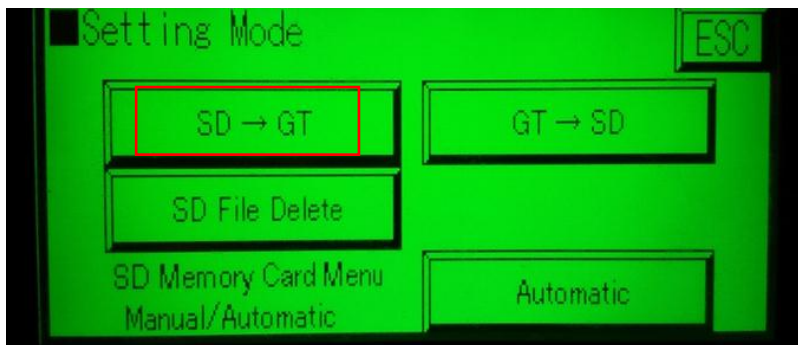 ■Setting Mode
ESC
SD → GT
GT → SD
SD File Delete
SD Memory Card Menu
Manual/Automatic
Automatic